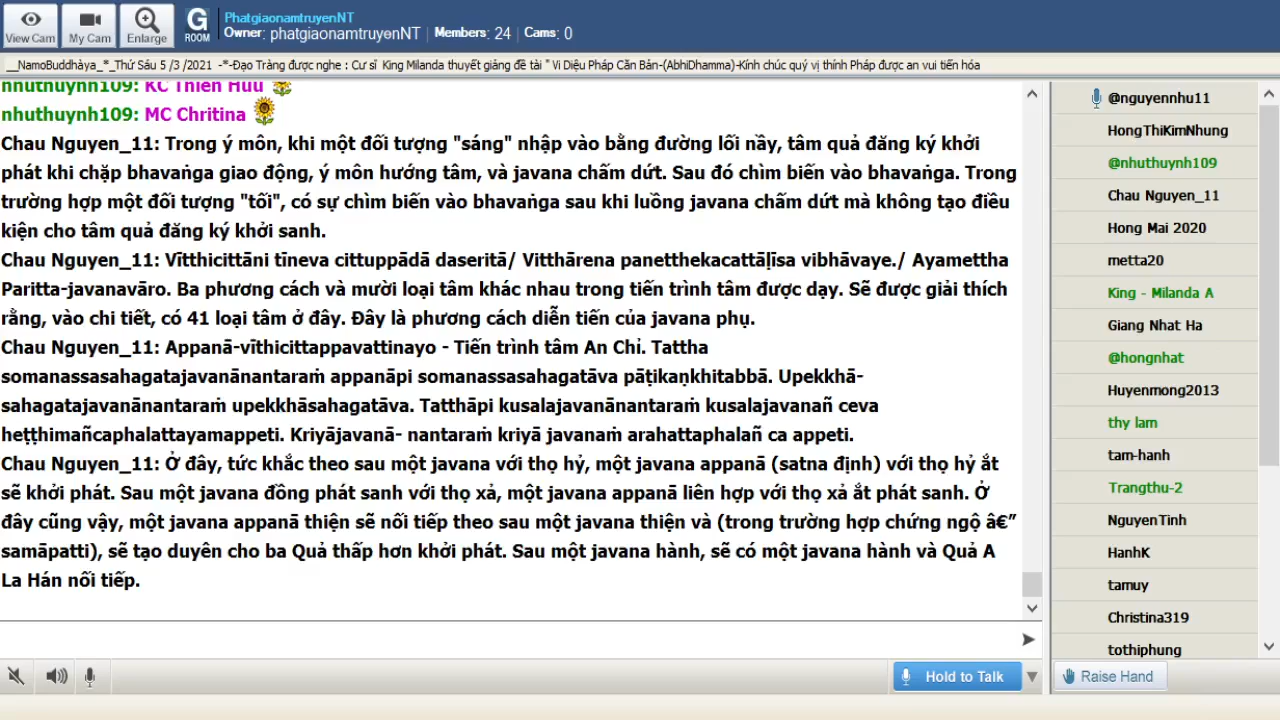 View Cam
My Cam
Enlarge
G
ROOM
PhatgiaonamtruyenNT
Owner: phatgiaonamtruyenNT | Members: 24 | Cams: 0
__NamoBuddhàya_*_Thứ Sáu 5 /3 /2021 -*-Đạo Tràng được nghe : Cư sĩ King Milanda thuyết giảng đề tài " Vi Diệu Pháp Căn Bản-(AbhiDhamma)-Kính chúc quý vị thính Pháp được an vui tiến hóa
nhuthuynh109: KC Thien Huu
nhuthuynh109: MC Chritina
Chau Nguyen_11: Trong ý môn, khi một đối tượng "sáng" nhập vào bằng đường lối nầy, tâm quả đăng ký khởi
phát khi chặp bhavaṅga giao động, ý môn hướng tâm, và javana chấm dứt. Sau đó chìm biến vào bhavaṅga. Trong
trường hợp một đối tượng "tối", có sự chìm biến vào bhavaṅga sau khi luồng javana chấm dứt mà không tạo điều
kiện cho tâm quả đăng ký khởi sanh.
Chau Nguyen_11: Vītthicittāni tīneva cittuppādā daseritā/ Vitthārena panetthekacattāḷīsa vibhāvaye./ Ayamettha
Paritta-javanavāro. Ba phương cách và mười loại tâm khác nhau trong tiến trình tâm được dạy. Sẽ được giải thích
rằng, vào chi tiết, có 41 loại tâm ở đây. Đây là phương cách diễn tiến của javana phụ.
Chau Nguyen_11: Appanā-vīthicittappavattinayo - Tiến trình tâm An Chỉ. Tattha
somanassasahagatajavanānantaraṁ appanāpi somanassasahagatāva pāṭikaṇkhitabbā. Upekkhā-
sahagatajavanānantaraṁ upekkhāsahagatāva. Tatthāpi kusalajavanānantaraṁ kusalajavanañ ceva
heṭṭhimañcaphalattayamappeti. Kriyājavanā- nantaraṁ kriyā javanaṁ arahattaphalañ ca appeti.
Chau Nguyen_11: Ở đây, tức khắc theo sau một javana với thọ hỷ, một javana appanā (satna định) với thọ hỷ ắt
sẽ khởi phát. Sau một javana đồng phát sanh với thọ xả, một javana appanā liên hợp với thọ xả ắt phát sanh. Ở
đây cũng vậy, một javana appanā thiện sẽ nối tiếp theo sau một javana thiện và (trong trường hợp chứng ngộ â€”
samāpatti), sẽ tạo duyên cho ba Quả thấp hơn khởi phát. Sau một javana hành, sẽ có một javana hành và Quả A
La Hán nối tiếp.
Hold to Talk
@nguyennhu11
HongThiKimNhung
@nhuthuynh109
Chau Nguyen_11
Hong Mai 2020
metta20
King - Milanda A
Giang Nhat Ha
@hongnhat
Huyenmong2013
thy lam
tam-hanh
Trangthu-2
NguyenTinh
HanhK
tamuy
Christina319
tothiphung
Raise Hand